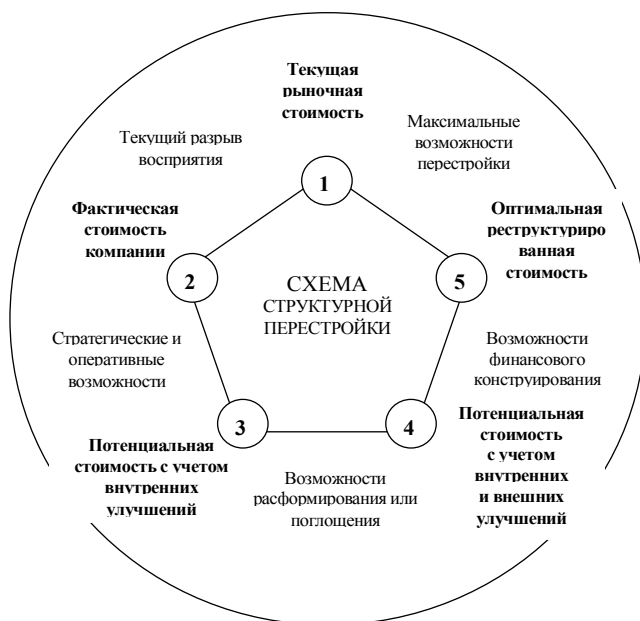 Текущая
рыночная
стоимость
Текущий разрыв
восприятия
Максимальные
возможности
перестройки
1
Фактическая
стоимость
компании
2
Оптимальная
реструктуриро
ванная
стоимость
5
СХЕМА
СТРУКТУРНОЙ
ПЕРЕСТРОЙКИ
Стратегические и
оперативные
возможности
Возможности
финансового
конструирования
3
4
Потенциальная
стоимость с учетом
внутренних
улучшений
Возможности
расформирования или
поглощения
Потенциальная
стоимость
с учетом
внутренних
и внешних
улучшений